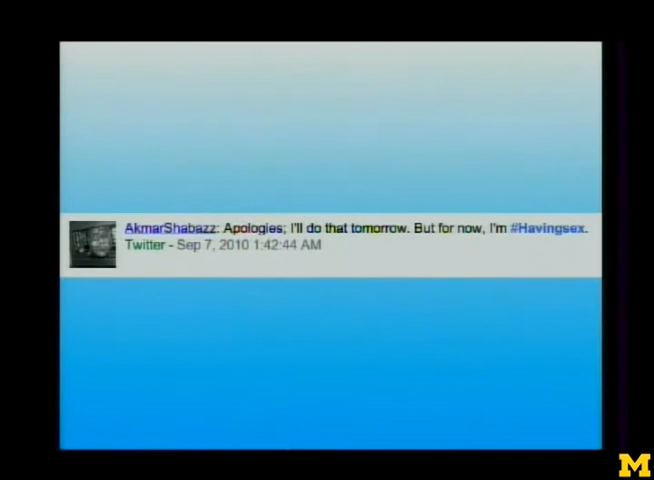 AkmarShabazz: Apologies; I'll do that tomorrow. But for now, I'm #Havingsex.
Twitter - Sep 7, 2010 1:42:44 AM
M